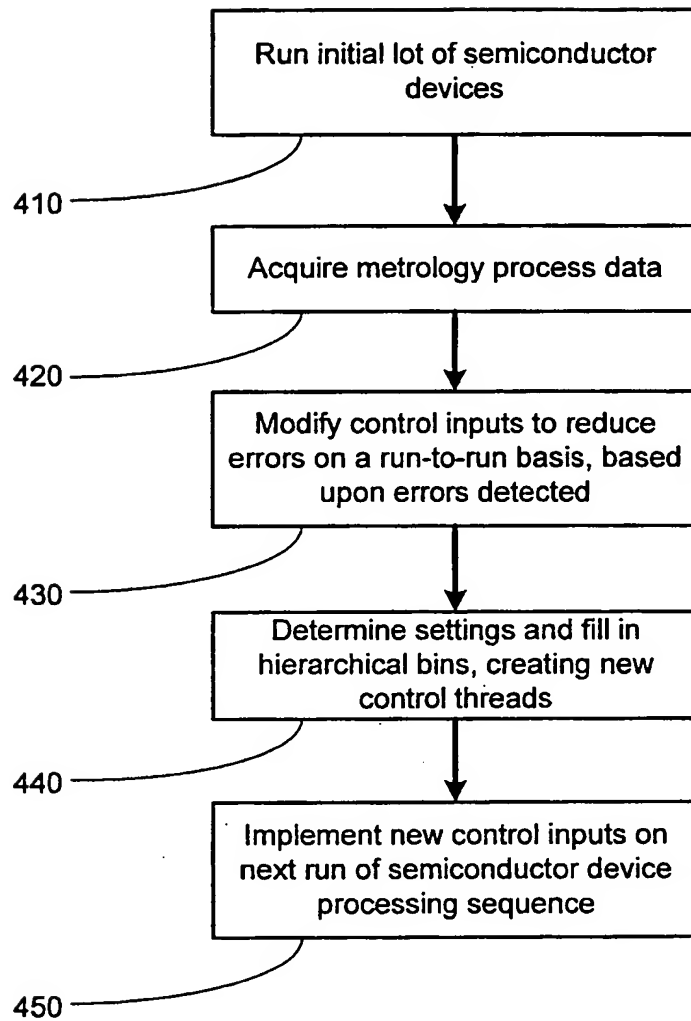 Run initial lot of semiconductor
devices
410
Acquire metrology process data
420
Modify control inputs to reduce
errors on a run-to-run basis, based
upon errors detected
430
Determine settings and fill in
hierarchical bins, creating new
control threads
440
Implement new control inputs on
next run of semiconductor device
processing sequence
450